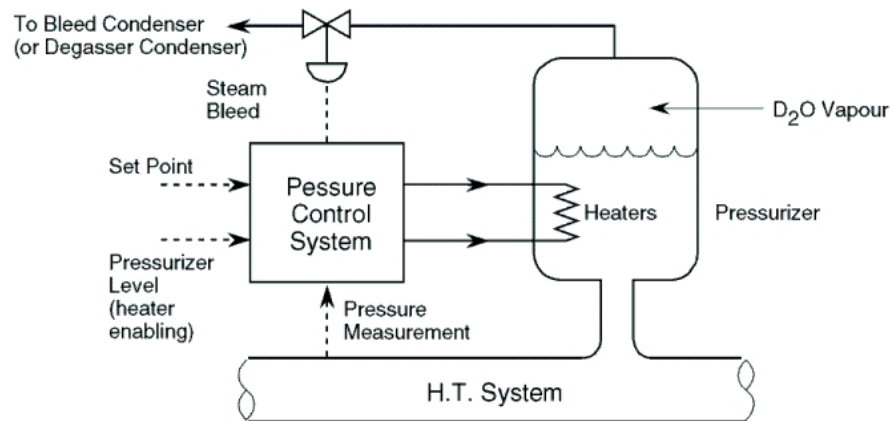 To Bleed Condenser
(or Degasser Condenser)
Steam
Bleed
D2O Vapour
Set Point
Pessure
Control
System
Heaters
Pressurizer
Pressurizer
Level
(heater
enabling)
Pressure
Measurement
H.T. System